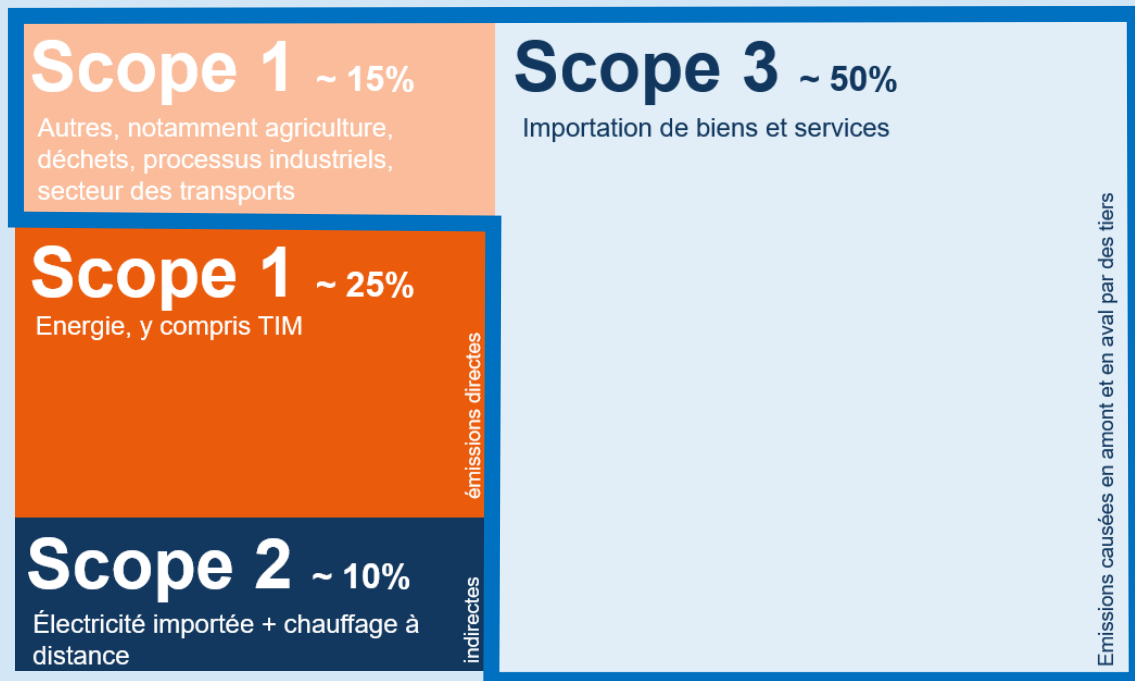 Scope 1 ~ 15%
Autres, notamment agriculture,
déchets, processus industriels,
secteur des transports
Scope 1 ~ 25%
Energie, y compris TIM
émissions directes
Scope 2 ~ 10%
Électricité importée + chauffage à
distance
indirectes
Scope 3 ~ 50%
Importation de biens et services
Emissions causées en amont et en aval par des tiers